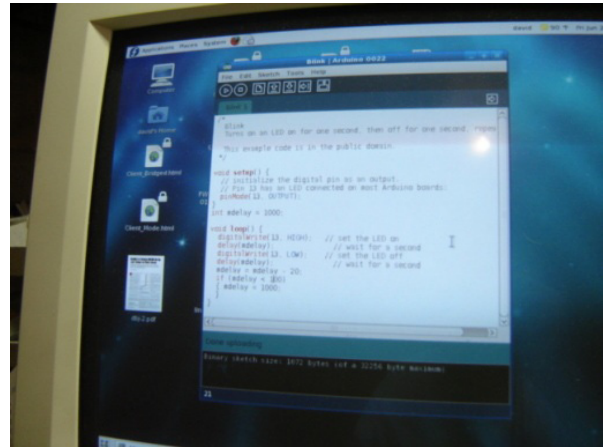 Applications Places System
Blink | Arduino 0022
File Edit Sketch Tools Help
Computer
Blink §
/*
Blink
Turns on an LED on for one second, then off for one second,
This example code is in the public domain.
*/
void setup() {
// initialize the digital pin as an output.
// Pin 13 has an LED connected on most Arduino boards:
pinMode(13, OUTPUT);
}
int mdelay = 1000;
void loop() {
digitalWrite(13, HIGH); // set the LED on
delay(mdelay); // wait for a second
digitalWrite(13, LOW); // set the LED off
delay(mdelay); // wait for a second
mdelay = mdelay - 20;
if (mdelay < 100)
mdelay = 1000;
}
Client_Bridged.html
Client_Mode.html
Done uploading
Binary sketch size: 1072 bytes (of a 32256 byte maximum)
21